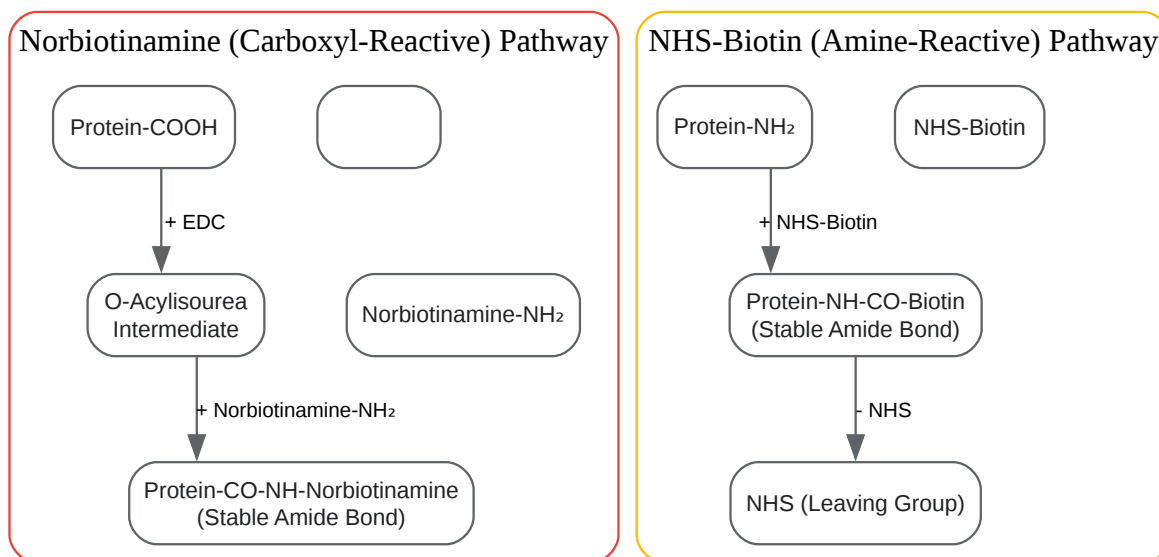 Norbiotinamine (Carboxyl-Reactive) Pathway
Protein-COOH
+ EDC
O-Acylisourea
Intermediate
Norbiotinamine-NH₂
+ Norbiotinamine-NH₂
Protein-CO-NH-Norbiotinamine
(Stable Amide Bond)
NHS-Biotin (Amine-Reactive) Pathway
Protein-NH₂
NHS-Biotin
+ NHS-Biotin
Protein-NH-CO-Biotin
(Stable Amide Bond)
- NHS
NHS (Leaving Group)